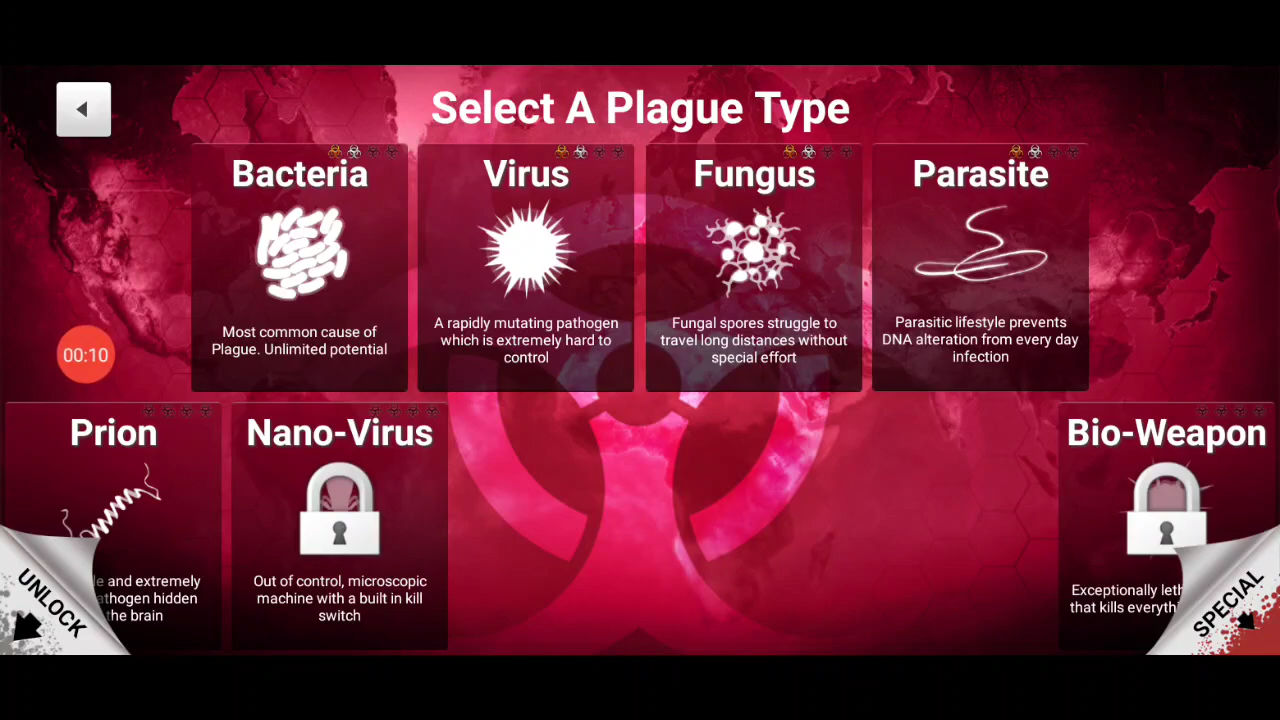 Select A Plague Type
Bacteria
Most common cause of
Plague. Unlimited potential
Virus
A rapidly mutating pathogen
which is extremely hard to
control
Fungus
Fungal spores struggle to
travel long distances without
special effort
Parasite
Parasitic lifestyle prevents
DNA alteration from every day
infection
00:10
Prion
and extremely
hidden
the brain
Nano-Virus
Out of control, microscopic
machine with a built in kill
switch
Bio-Weapon
Exceptionally
that kills
UNLOCK
SPECIAL